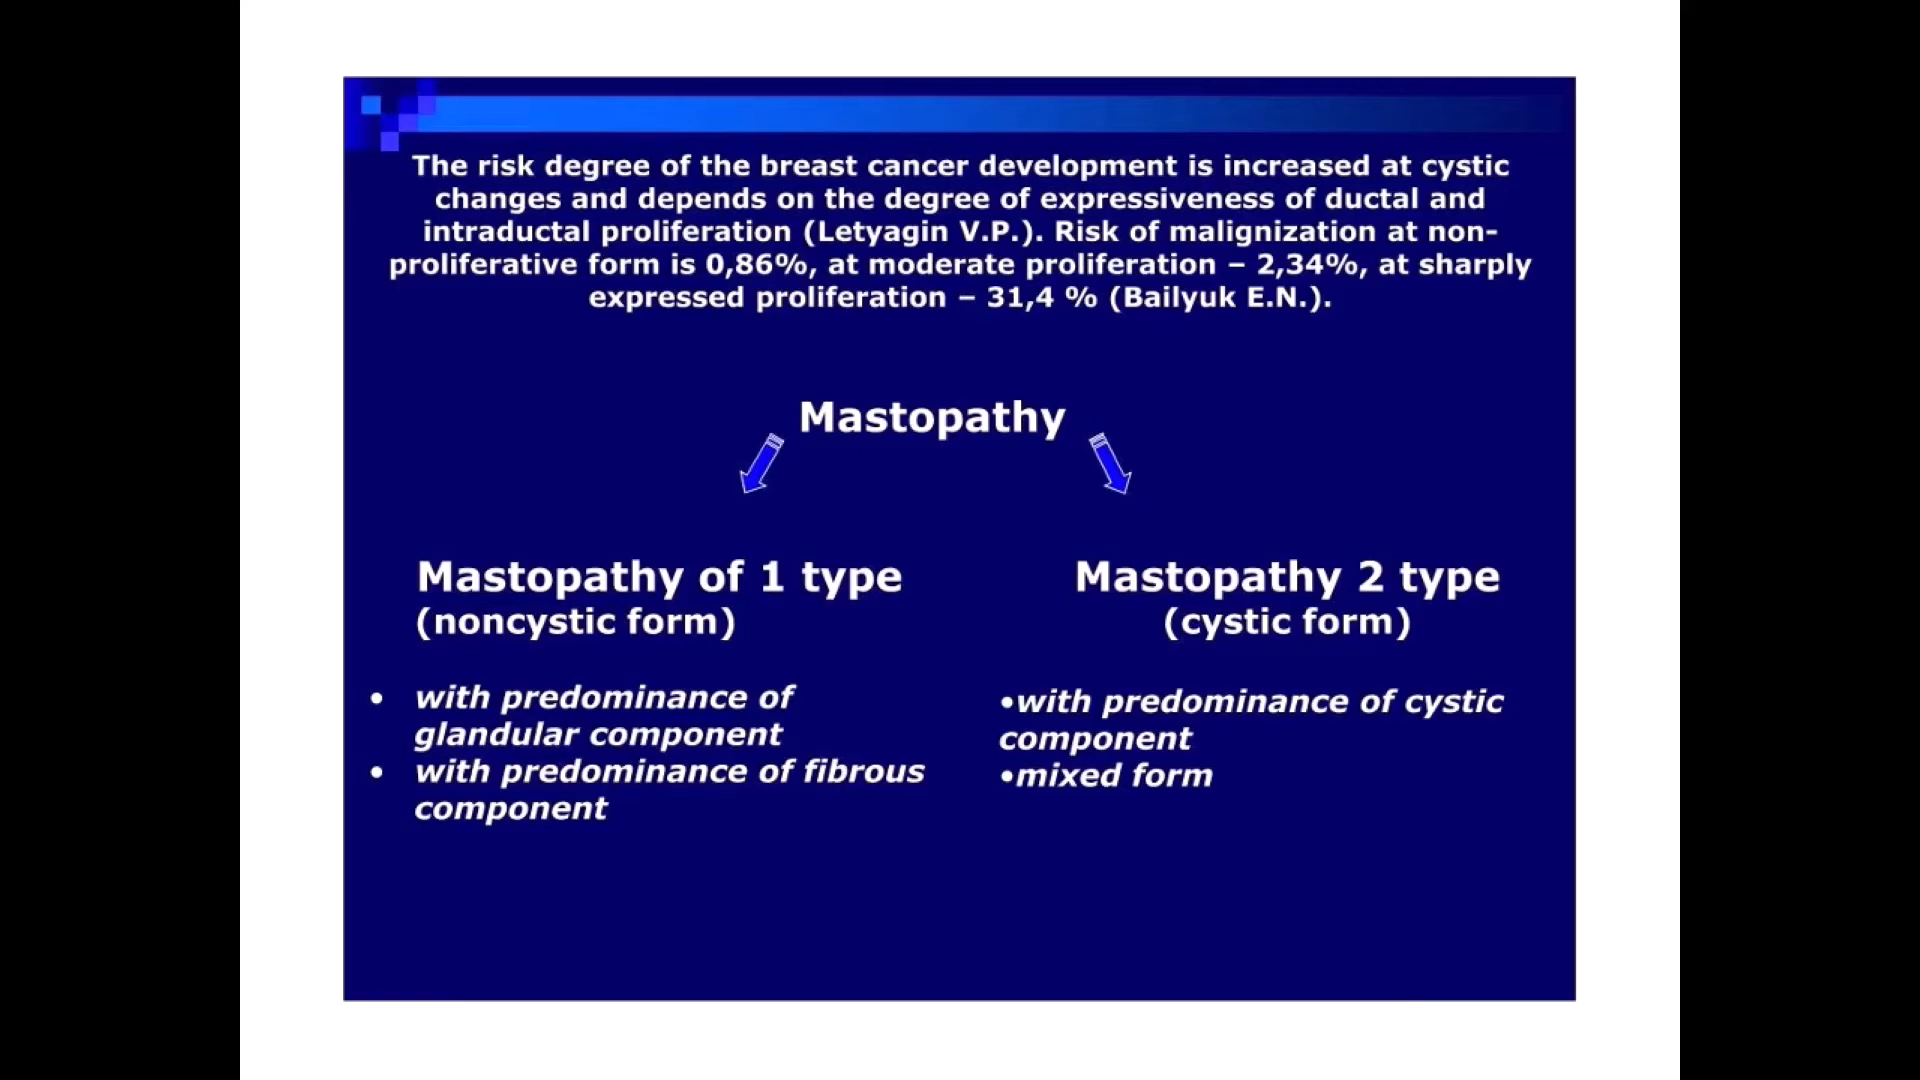 The risk degree of the breast cancer development is increased at cystic
changes and depends on the degree of expressiveness of ductal and
intraductal proliferation (Letyagin V.P.). Risk of malignization at non-
proliferative form is 0,86%, at moderate proliferation – 2,34%, at sharply
expressed proliferation – 31,4 % (Bailyuk E.N.).
Mastopathy
Mastopathy of 1 type
(noncystic form)
• with predominance of
glandular component
• with predominance of fibrous
component
Mastopathy 2 type
(cystic form)
•with predominance of cystic
component
•mixed form